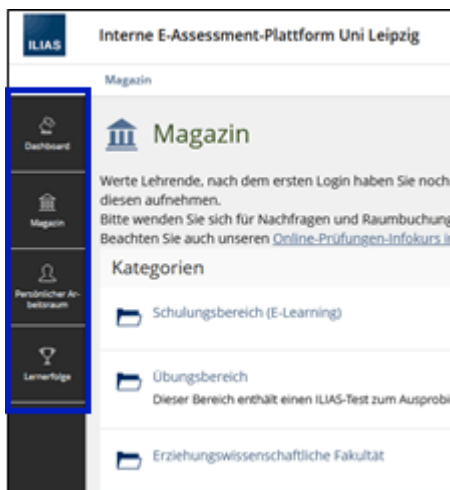 ILIAS
Interne E-Assessment-Plattform Uni Leipzig
Magazin
Dashboard
Magazin
Persönlicher Ar-
beitsraum
Lernerfolge
Magazin
Werte Lehrende, nach dem ersten Login haben Sie noch
diesen aufnehmen.
Bitte wenden Sie sich für Nachfragen und Raumbuchung
Beachten Sie auch unseren Online-Prüfungen-Infokurs i
Kategorien
Schulungsbereich (E-Learning)
Übungsbereich
Dieser Bereich enthält einen ILIAS-Test zum Ausprobi
Erziehungswissenschaftliche Fakultät